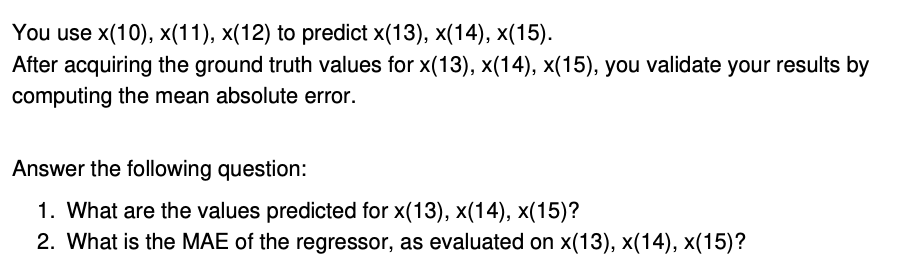 You use x(10), x(11), x(12) to predict x(13), x(14), x(15).
After acquiring the ground truth values for x(13), x(14), x(15), you validate your results by
computing the mean absolute error.
Answer the following question:
1. What are the values predicted for x(13), x(14), x(15)?
2. What is the MAE of the regressor, as evaluated on x(13), x(14), x(15)?